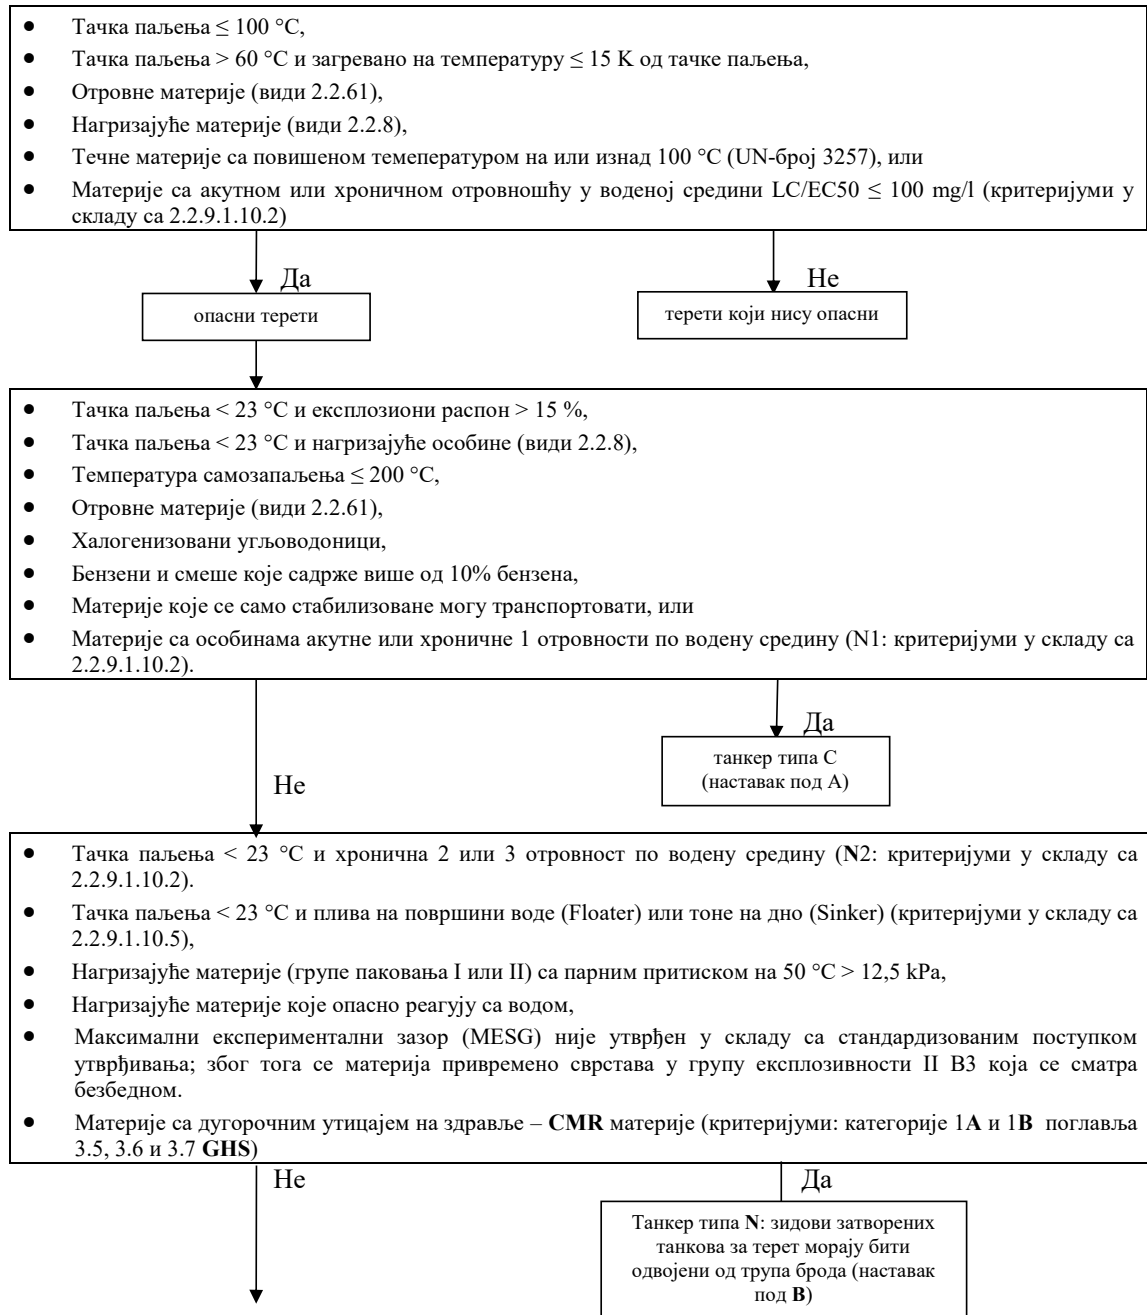 • Тачка паљења ≤ 100 °C,
• Тачка паљења > 60 °C и загревано на температуру ≤ 15 K од тачке паљења,
• Отровне материје (види 2.2.61),
• Нагризајуће материје (види 2.2.8),
• Течне материје са повишеном темепературом на или изнад 100 °C (UN-број 3257), или
• Материје са акутном или хроничном отровношћу у воденој средини LC/EC50 ≤ 100 mg/l (критеријуми у
складу са 2.2.9.1.10.2)
Да
Не
опасни терети
терети који нису опасни
• Тачка паљења < 23 °C и експлозиони распон > 15 %,
• Тачка паљења < 23 °C и нагризајуће особине (види 2.2.8),
• Температура самозапаљења ≤ 200 °C,
• Отровне материје (види 2.2.61),
• Халогенизовани угљоводоници,
• Бензени и смеше које садрже више од 10% бензена,
• Материје које се само стабилизоване могу транспортовати, или
• Материје са особинама акутне или хроничне 1 отровности по водену средину (N1: критеријуми у складу са
2.2.9.1.10.2).
Да
танкер типа C
(наставак под А)
Не
• Тачка паљења < 23 °C и хронична 2 или 3 отровност по водену средину (N2: критеријуми у складу са
2.2.9.1.10.2).
• Тачка паљења < 23 °C и плива на површини воде (Floater) или тоне на дно (Sinker) (критеријуми у складу са
2.2.9.1.10.5),
• Нагризајуће материје (групе паковања I или II) са парним притиском на 50 °C > 12,5 kPa,
• Нагризајуће материје које опасно реагују са водом,
• Максимални експериментални зазор (MESG) није утврђен у складу са стандардизованим поступком
утврђивања; због тога се материја привремено сврстава у групу експлозивности II B3 која се сматра
безбедном.
• Материје са дугорочним утицајем на здравље – CMR материје (критеријуми: категорије 1A и 1B поглавља
3.5, 3.6 и 3.7 GHS)
Не
Да
Танкер типа N: зидови затворених
танкова за терет морају бити
одвојени од трупа брода (наставак
под B)